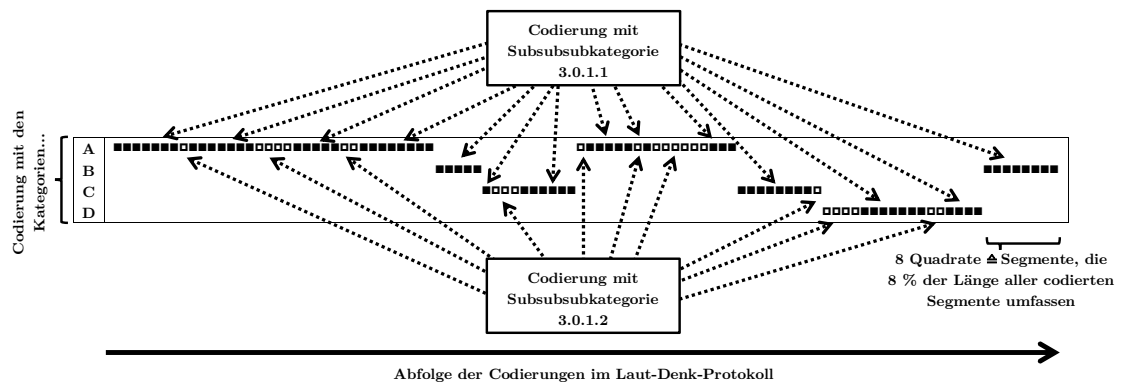 Codierung mit
Subsubsubkategorie
3.0.1.1
Codierung mit den
Kategorien...
A
B
C
D
Codierung mit
Subsubsubkategorie
3.0.1.2
8 Quadrate ≙ Segmente, die
8 % der Länge aller codierten
Segmente umfassen
Abfolge der Codierungen im Laut-Denk-Protokoll